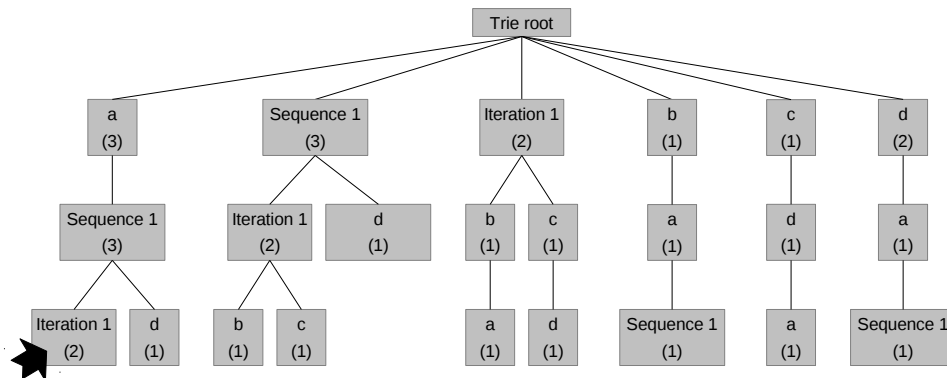 Trie root
a
(3)
Sequence 1
(3)
Iteration 1
(2)
b
(1)
c
(1)
d
(2)
Sequence 1
(3)
Iteration 1
(2)
d
(1)
b
(1)
c
(1)
a
(1)
d
(1)
a
(1)
Iteration 1
(2)
d
(1)
b
(1)
c
(1)
a
(1)
d
(1)
Sequence 1
(1)
a
(1)
Sequence 1
(1)